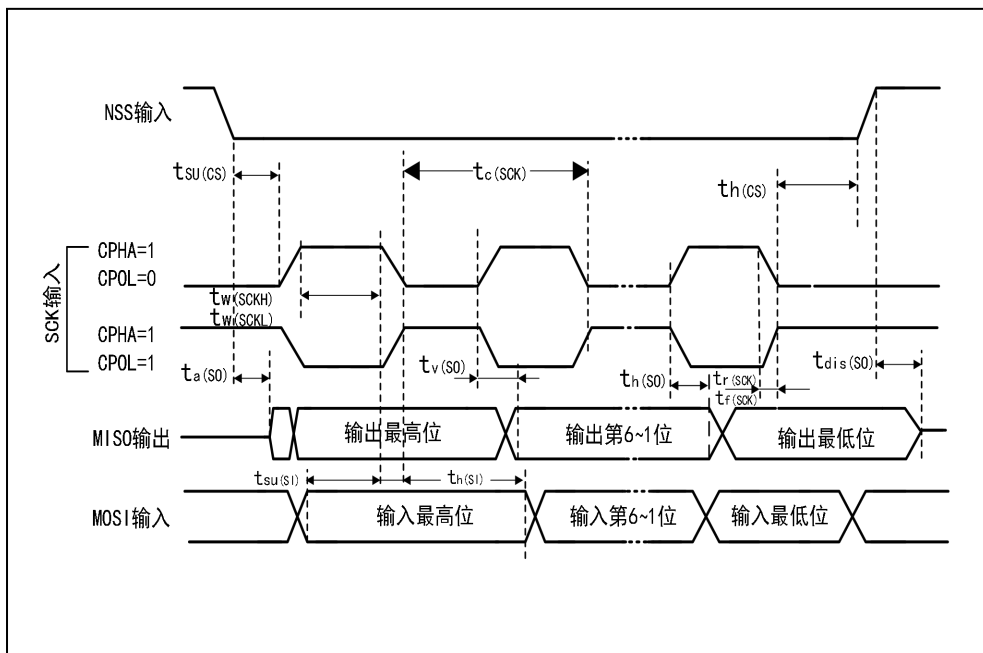 NSS输入
tSU(CS)
tc(SCK)
th(CS)
SCK输入
CPHA=1
CPOL=0
tw(SCKH)
tw(SCKL)
CPHA=1
CPOL=1
ta(SO)
tv(SO)
th(SO)
tr(SCK)
tf(SCK)
tdis(SO)
MISO输出
输出最高位
输出第6~1位
输出最低位
tsu(SI)
th(SI)
MOSI输入
输入最高位
输入第6~1位
输入最低位